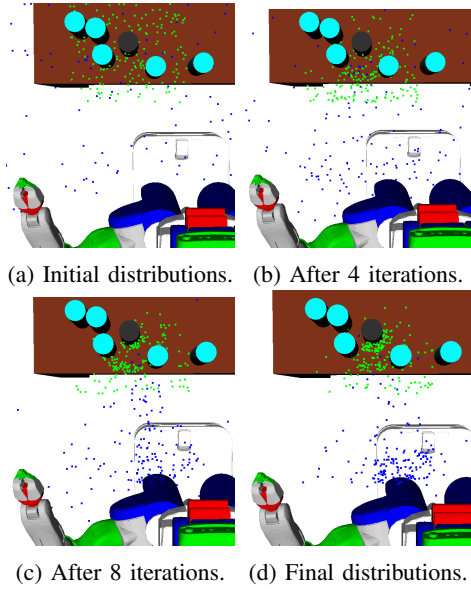 (a) Initial distributions.
(b) After 4 iterations.
(c) After 8 iterations.
(d) Final distributions.